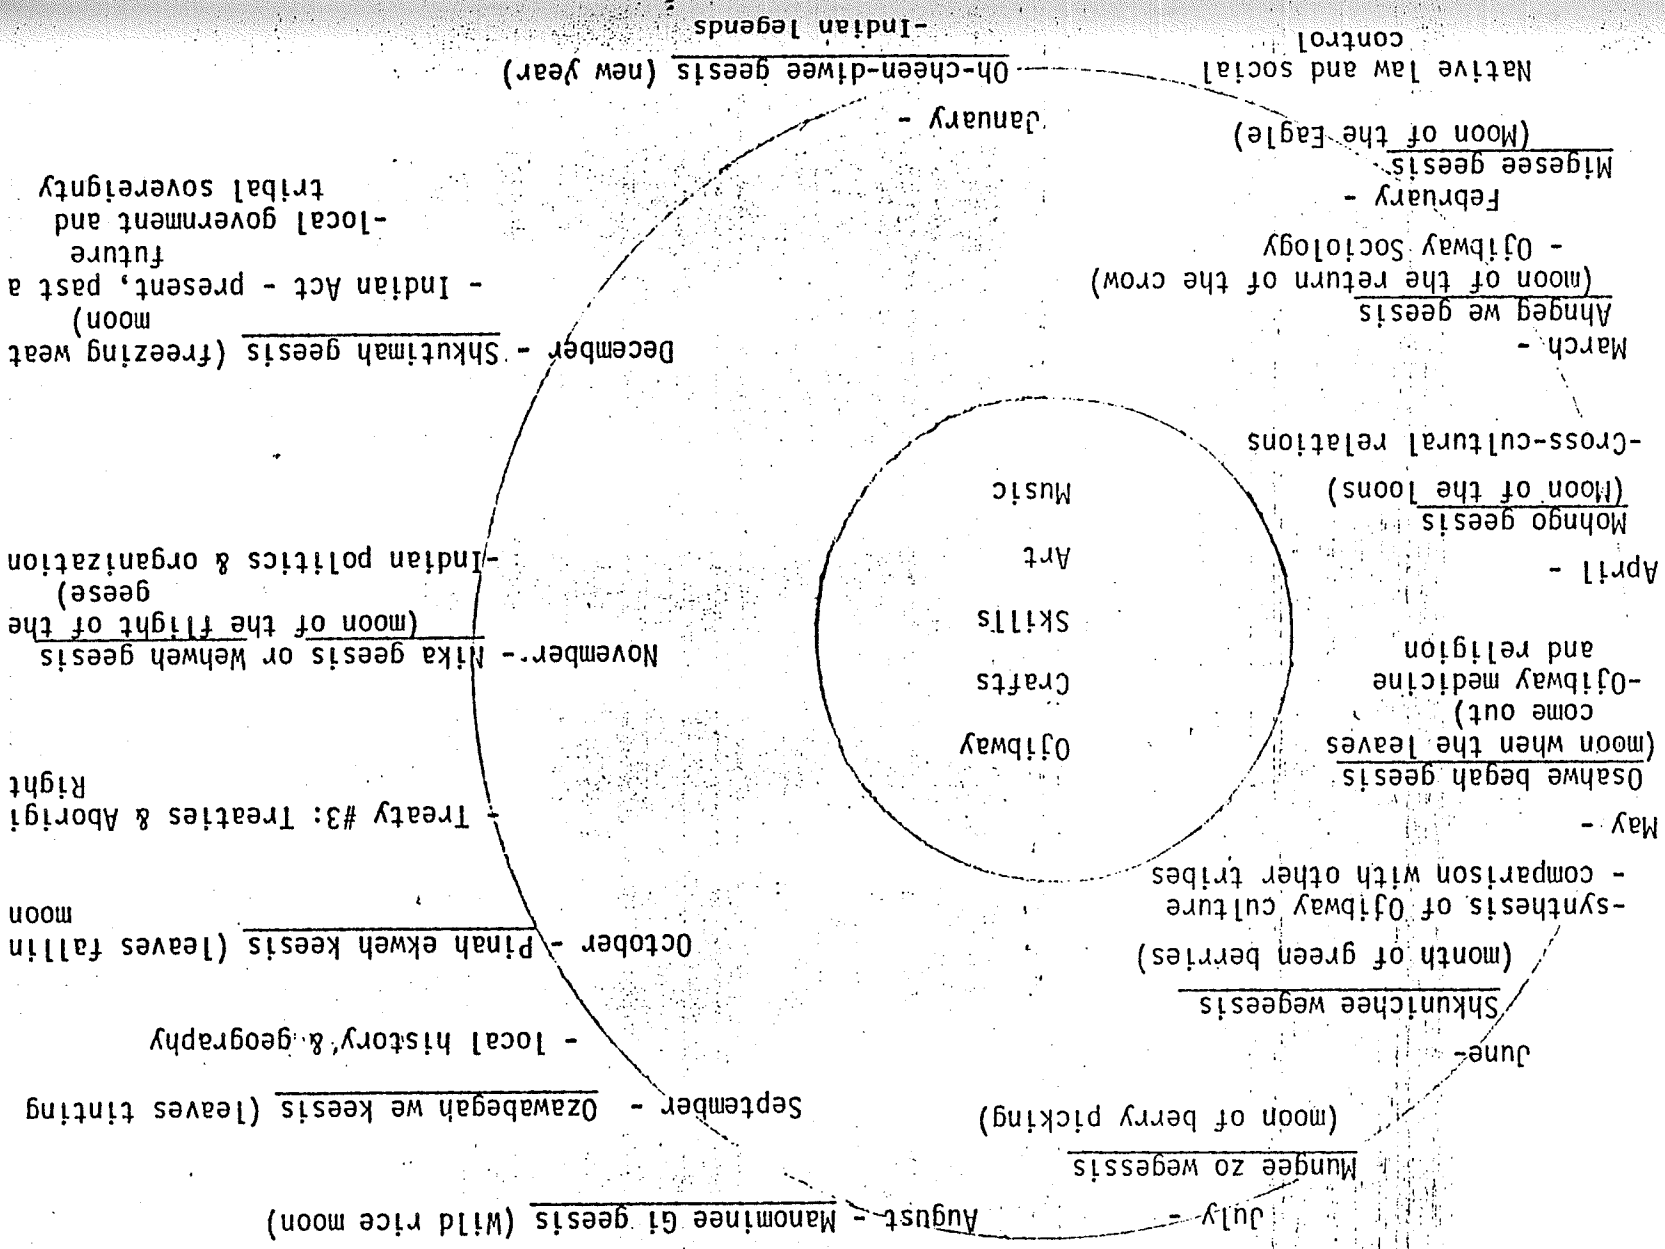 July -
Mungee zo wegessis
(moon of berry picking)
August - Manominee Gi geesis (Wild rice moon)
September - Ozawabegah we keesis (leaves tinting
- local history & geography
October - Pinah ekweh keesis (leaves fallin
moon
- Treaty #3: Treaties & Aborigi
Right
November - Nika geesis or Wehweh geesis
(moon of the flight of the
geese)
-Indian politics & organization
December - Shkutimah geesis (freezing weat
moon)
- Indian Act - present, past a
future
-local government and
tribal sovereignty
January -
Oh-cheen-diwee geesis (new year)
-Indian legends
February -
Migesee geesis
(Moon of the Eagle)
Native law and social
control
March -
Ahngeg we geesis
(moon of the return of the crow)
- Ojibway Sociology
April -
Mohngo geesis
(Moon of the loons)
-Cross-cultural relations
May -
Osahwe begah geesis
(moon when the leaves
come out)
-Ojibway medicine
and religion
June-
Shkunichee wegeesis
(month of green berries)
-synthesis of Ojibway culture
- comparison with other tribes
Ojibway
Crafts
Skills
Art
Music